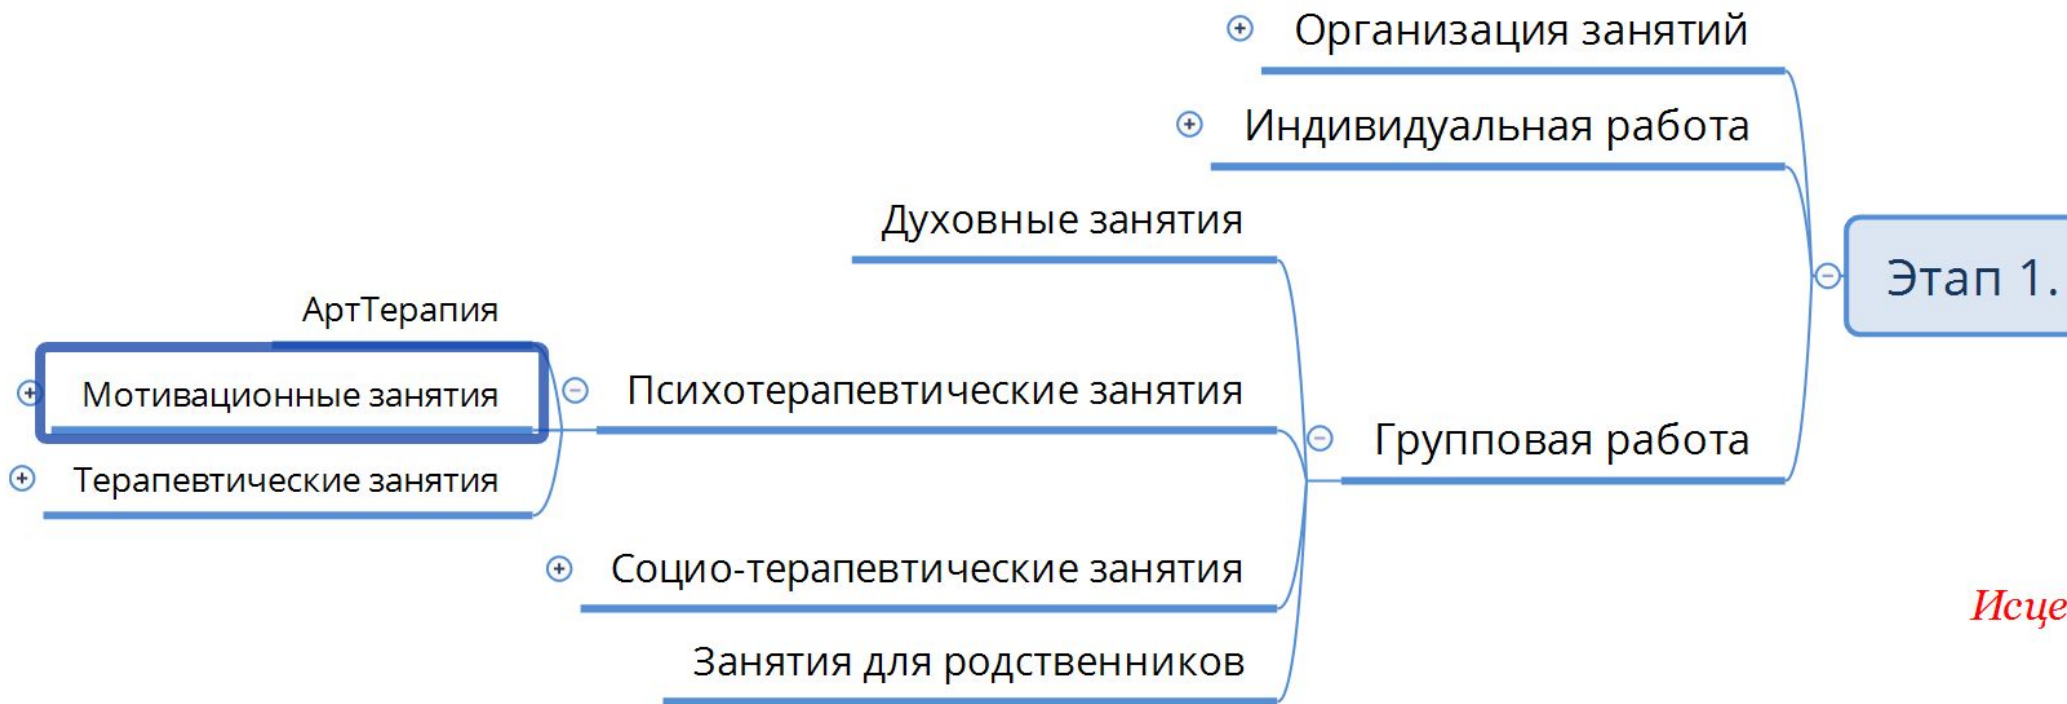 Организация занятий
Индивидуальная работа
Духовные занятия
Этап 1.
АртТерапия
Мотивационные занятия
Психотерапевтические занятия
Групповая работа
Терапевтические занятия
Социо-терапевтические занятия
Исце
Занятия для родственников